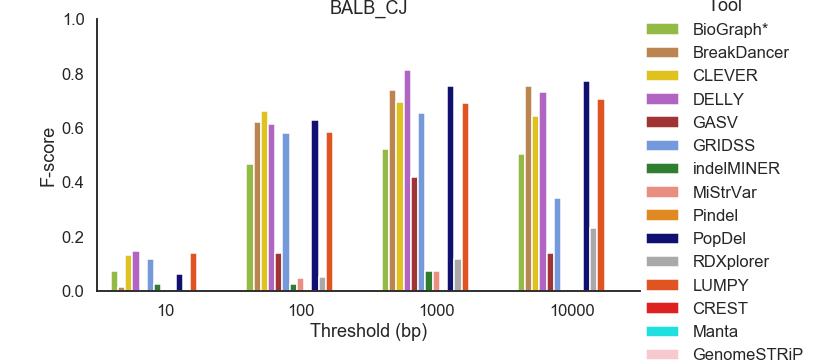 BALB_CJ
Tool
1.0
0.8
0.6
0.4
0.2
0.0
F-score
10
100
1000
10000
Threshold (bp)
BioGraph*
BreakDancer
CLEVER
DELLY
GASV
GRIDSS
indelMINER
MiStrVar
Pindel
PopDel
RDXplorer
LUMPY
CREST
Manta
GenomeSTRiP